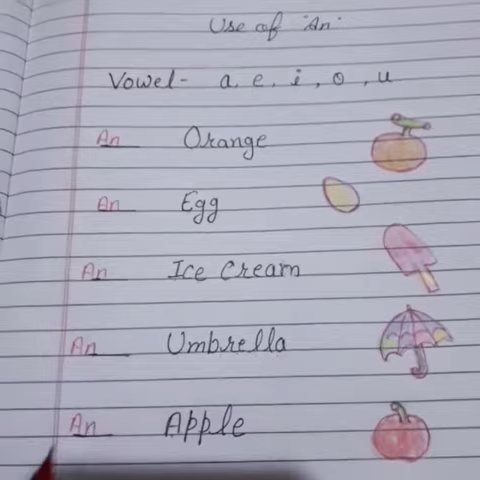 Use of "An"
Vowel- a, e, i, o, u
An Orange
An Egg
An Ice Cream
An Umbrella
An Apple